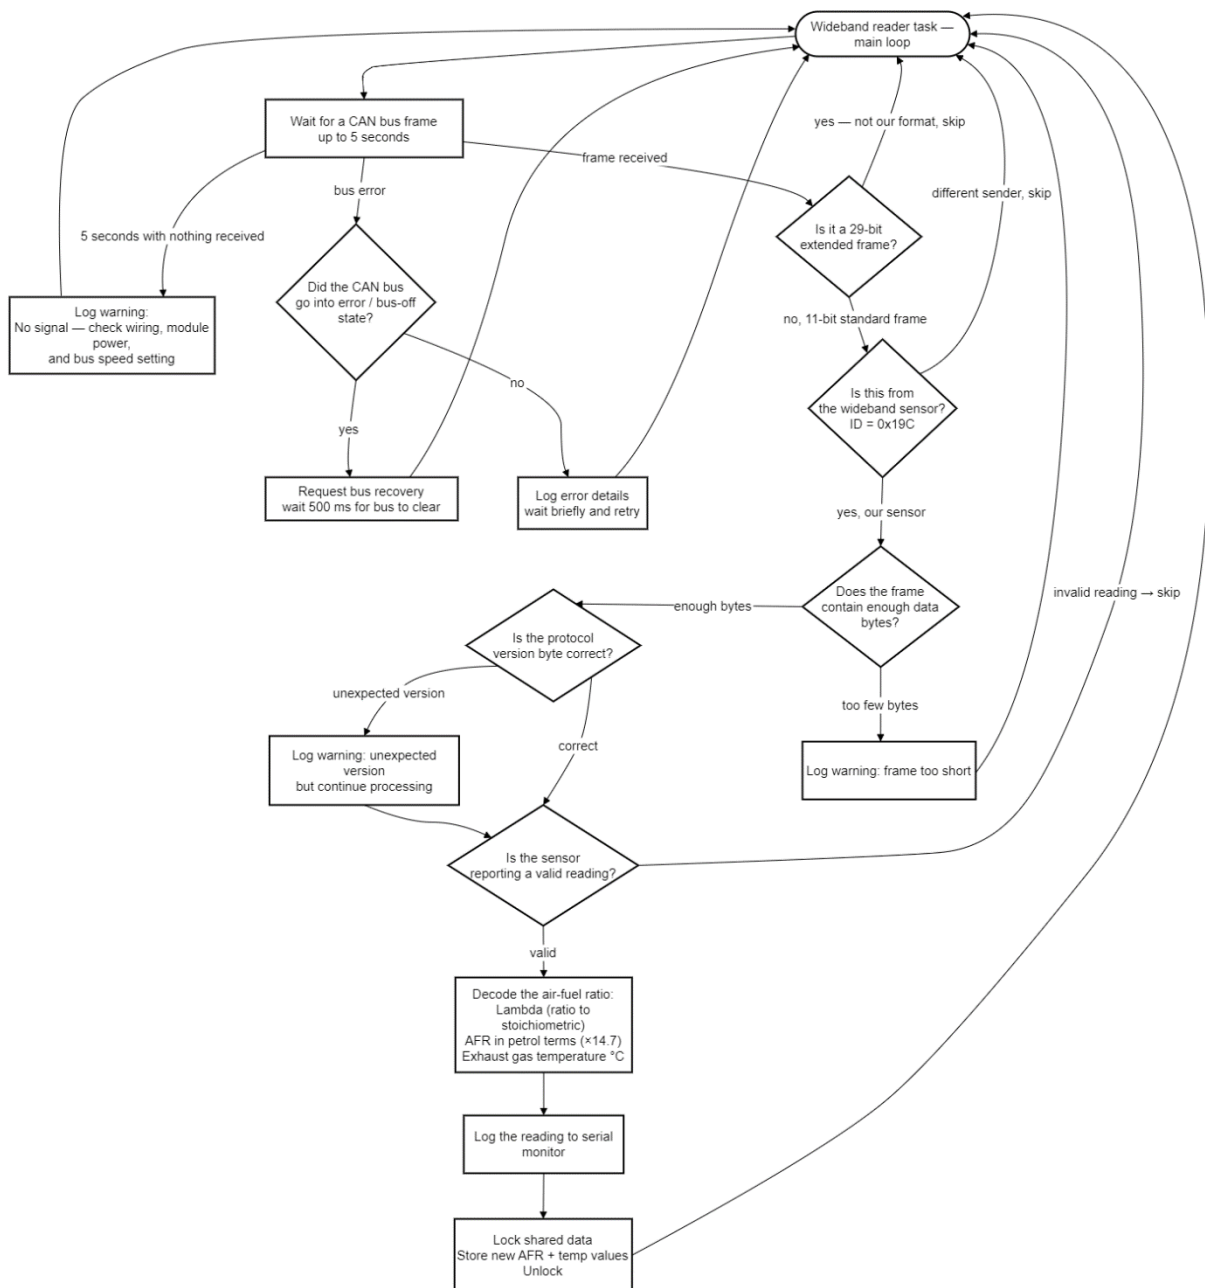 Wideband reader task —
main loop
Wait for a CAN bus frame
up to 5 seconds
yes — not our format, skip
frame received
bus error
different sender, skip
5 seconds with nothing received
Is it a 29-bit
extended frame?
Did the CAN bus
go into error / bus-off
state?
Log warning:
No signal — check wiring, module
power,
and bus speed setting
no, 11-bit standard frame
no
Is this from
the wideband sensor?
ID = 0x19C
yes
Request bus recovery
wait 500 ms for bus to clear
Log error details
wait briefly and retry
yes, our sensor
Does the frame
contain enough data
bytes?
invalid reading → skip
enough bytes
Is the protocol
version byte correct?
unexpected version
too few bytes
correct
Log warning: unexpected
version
but continue processing
Log warning: frame too short
Is the sensor
reporting a valid reading?
valid
Decode the air-fuel ratio:
Lambda (ratio to
stoichiometric)
AFR in petrol terms (×14.7)
Exhaust gas temperature °C
Log the reading to serial
monitor
Lock shared data
Store new AFR + temp values
Unlock